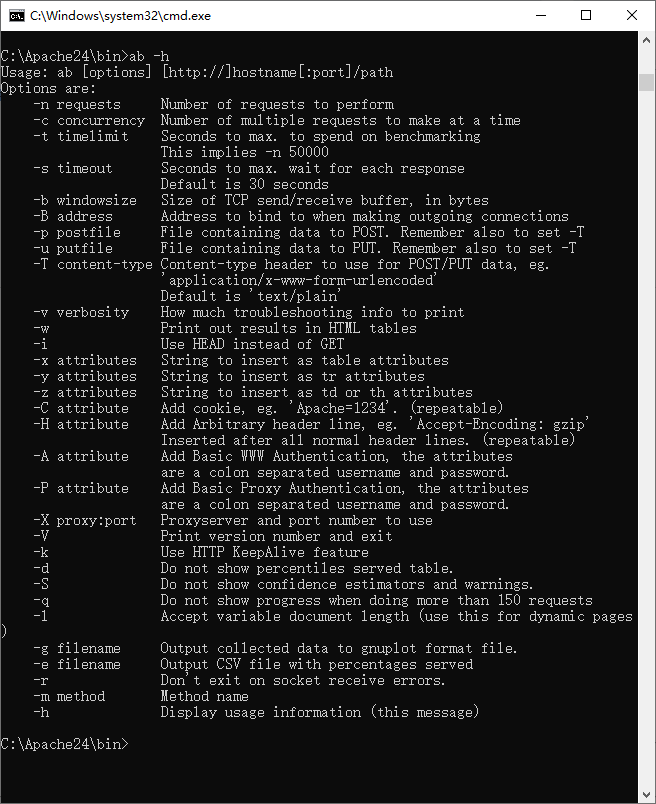 C:\Windows\system32\cmd.exe
C:\Apache24\bin>ab -h
Usage: ab [options] [http://]hostname[:port]/path
Options are:
    -n requests     Number of requests to perform
    -c concurrency  Number of multiple requests to make at a time
    -t timelimit    Seconds to max. to spend on benchmarking
                    This implies -n 50000
    -s timeout      Seconds to max. wait for each response
                    Default is 30 seconds
    -b windowsize   Size of TCP send/receive buffer, in bytes
    -B address      Address to bind to when making outgoing connections
    -p postfile     File containing data to POST. Remember also to set -T
    -u putfile      File containing data to PUT. Remember also to set -T
    -T content-type Content-type header to use for POST/PUT data, eg.
                    'application/x-www-form-urlencoded'
                    Default is 'text/plain'
    -v verbosity    How much troubleshooting info to print
    -w              Print out results in HTML tables
    -i              Use HEAD instead of GET
    -x attributes   String to insert as table attributes
    -y attributes   String to insert as tr attributes
    -z attributes   String to insert as td or th attributes
    -C attribute    Add cookie, eg. 'Apache=1234'. (repeatable)
    -H attribute    Add Arbitrary header line, eg. 'Accept-Encoding: gzip'
                    Inserted after all normal header lines. (repeatable)
    -A attribute    Add Basic WWW Authentication, the attributes
                    are a colon separated username and password.
    -P attribute    Add Basic Proxy Authentication, the attributes
                    are a colon separated username and password.
    -X proxy:port   Proxyserver and port number to use
    -V              Print version number and exit
    -k              Use HTTP KeepAlive feature
    -d              Do not show percentiles served table.
    -S              Do not show confidence estimators and warnings.
    -q              Do not show progress when doing more than 150 requests
    -l              Accept variable document length (use this for dynamic pages
)
    -g filename     Output collected data to gnuplot format file.
    -e filename     Output CSV file with percentages served
    -r              Don't exit on socket receive errors.
    -m method       Method name
    -h              Display usage information (this message)
C:\Apache24\bin>